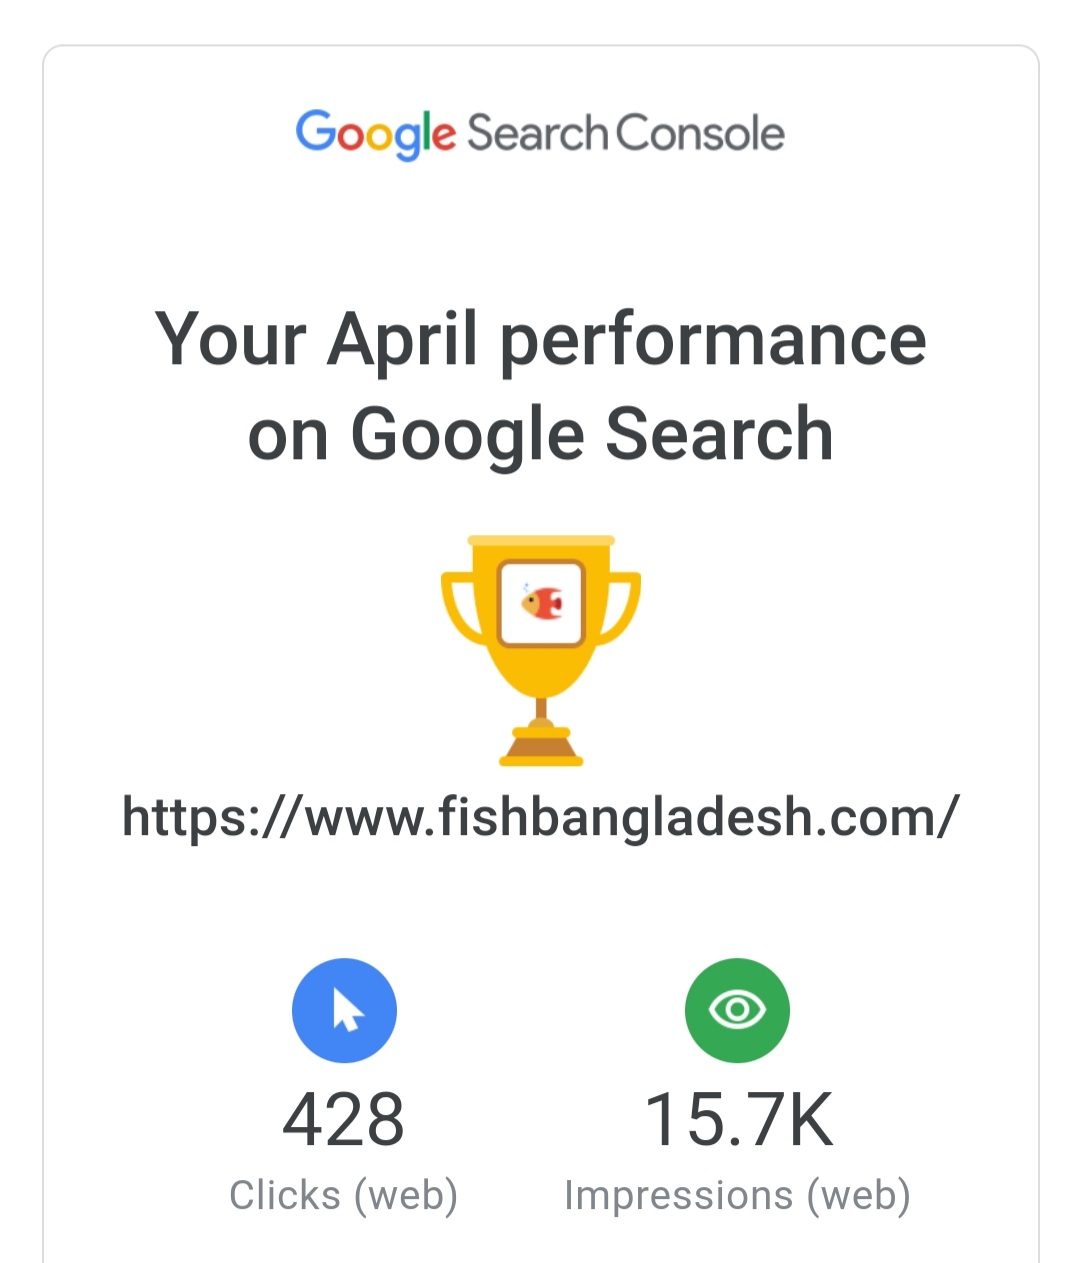 Google Search Console
Your April performance
on Google Search
https://www.fishbangladesh.com/
428
Clicks (web)
15.7K
Impressions (web)